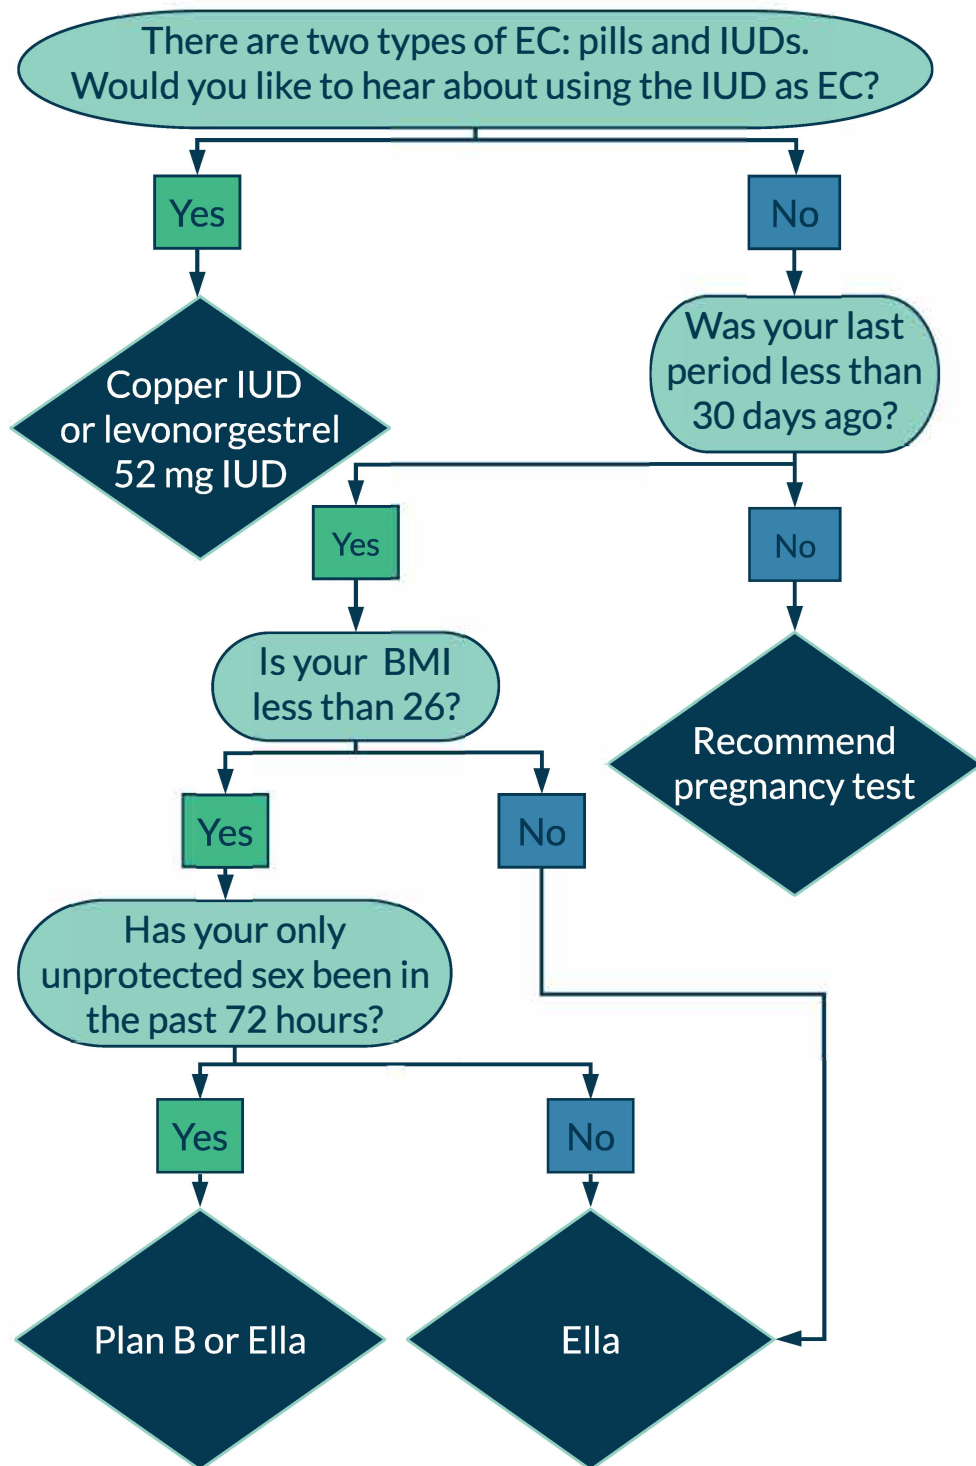 There are two types of EC: pills and IUDs.
Would you like to hear about using the IUD as EC?
Yes
No
Copper IUD
or levonorgestrel
52 mg IUD
Was your last
period less than
30 days ago?
Yes
No
Is your BMI
less than 26?
Recommend
pregnancy test
Yes
No
Has your only
unprotected sex been in
the past 72 hours?
Yes
No
Plan B or Ella
Ella